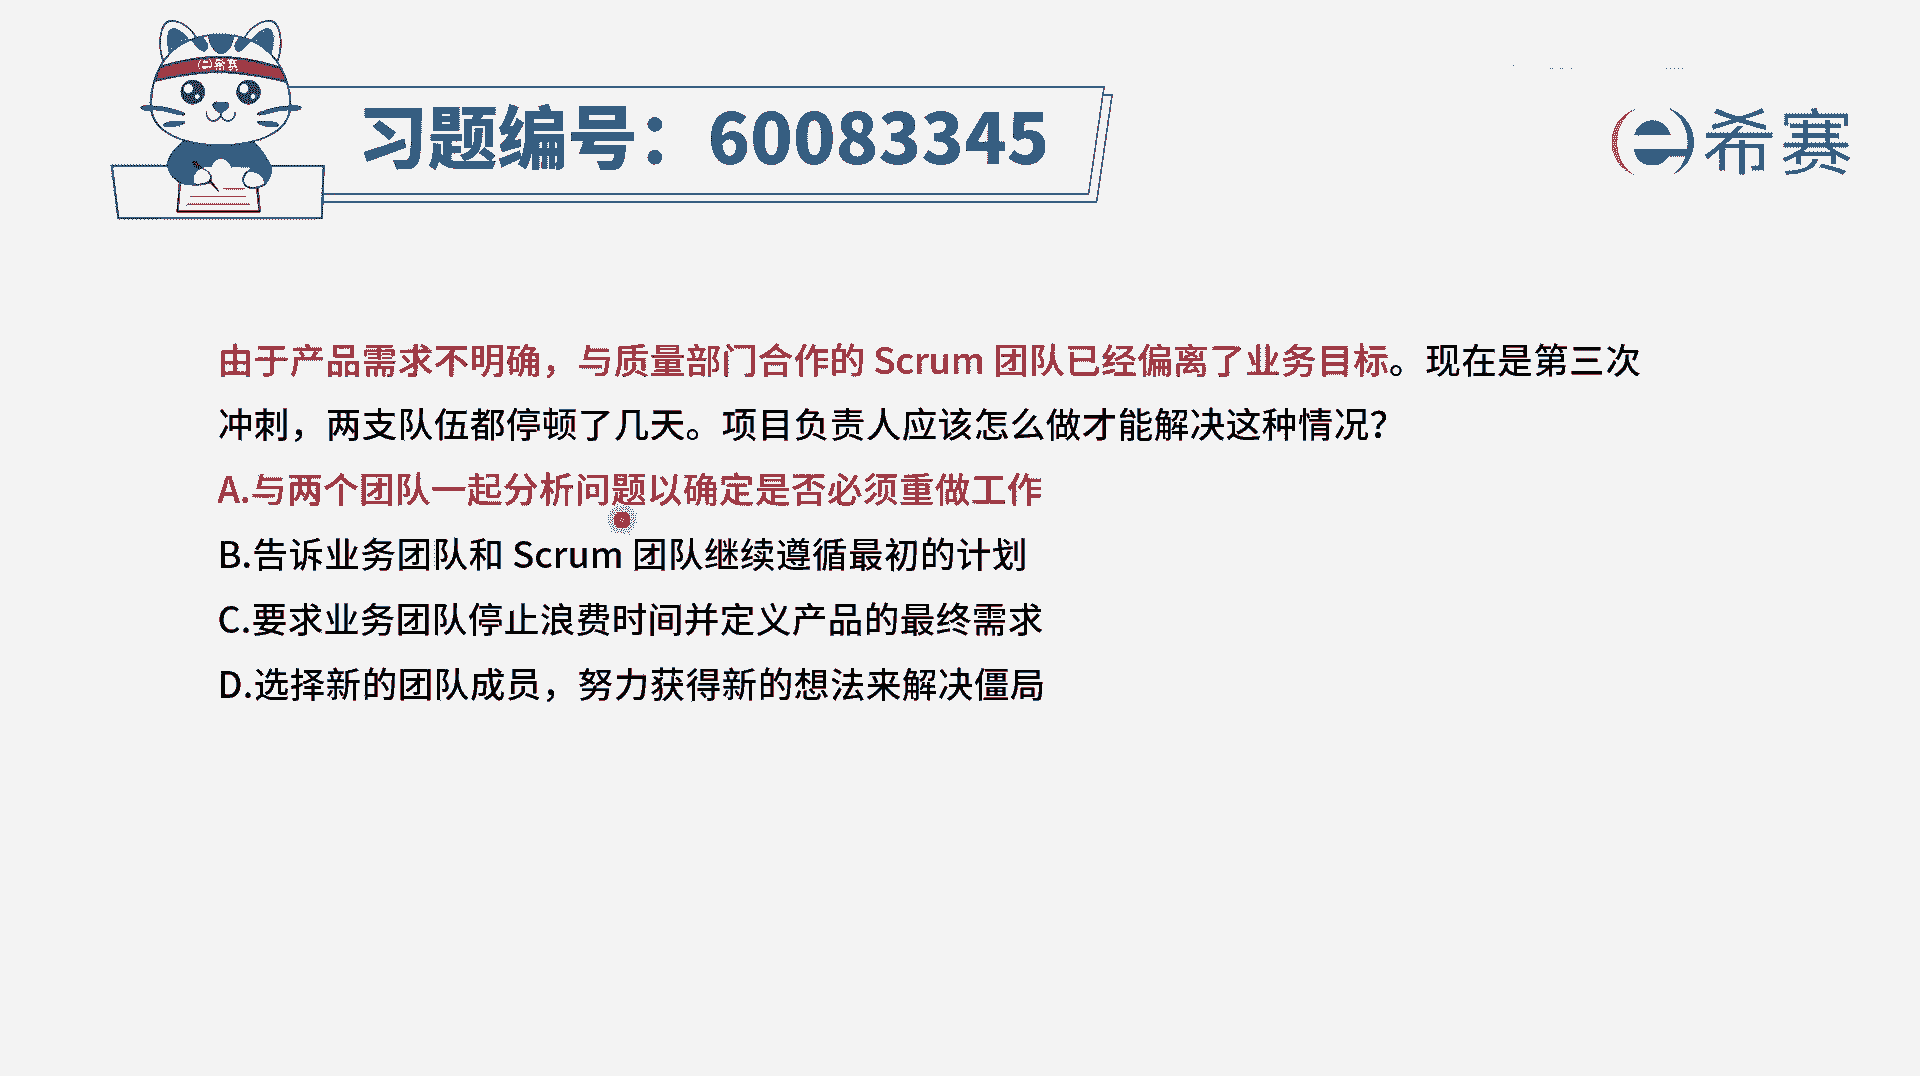 希赛
习题编号：60083345
希赛
由于产品需求不明确，与质量部门合作的 Scrum 团队已经偏离了业务目标。现在是第三次
冲刺，两支队伍都停顿了几天。项目负责人应该怎么做才能解决这种情况？
A.与两个团队一起分析问题以确定是否必须重做工作
B.告诉业务团队和 Scrum 团队继续遵循最初的计划
C.要求业务团队停止浪费时间并定义产品的最终需求
D.选择新的团队成员，努力获得新的想法来解决僵局